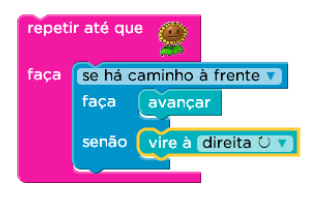 repetir até que
faça se há caminho à frente
faça avançar
senão vire à direita ↻